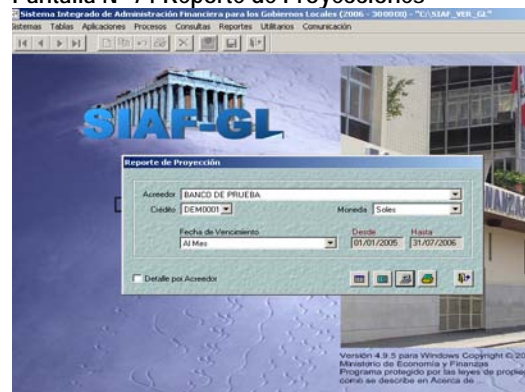 Pantalla N° 7: Reporte de Proyecciones
Sistema Integrado de Administración Financiera para los Gobiernos Locales (2006 - 300000) - "C:\SIAF_VER_GL"
Sistemas Tablas Aplicaciones Procesos Consultas Reportes Utilitarios Comunicación
SIAF-GL
NANZAS
Reporte de Proyección
Acreedor BANCO DE PRUEBA
Crédito DEM0001 Moneda Soles
Fecha de Vencimiento Desde Hasta
Al Mes 01/01/2005 31/07/2006
Detalle por Acreedor
Versión 4.9.5 para Windows Copyright © 20
Ministerio de Economía y Finanzas
Programa protegido por las leyes de propie
como se describe en Acerca de